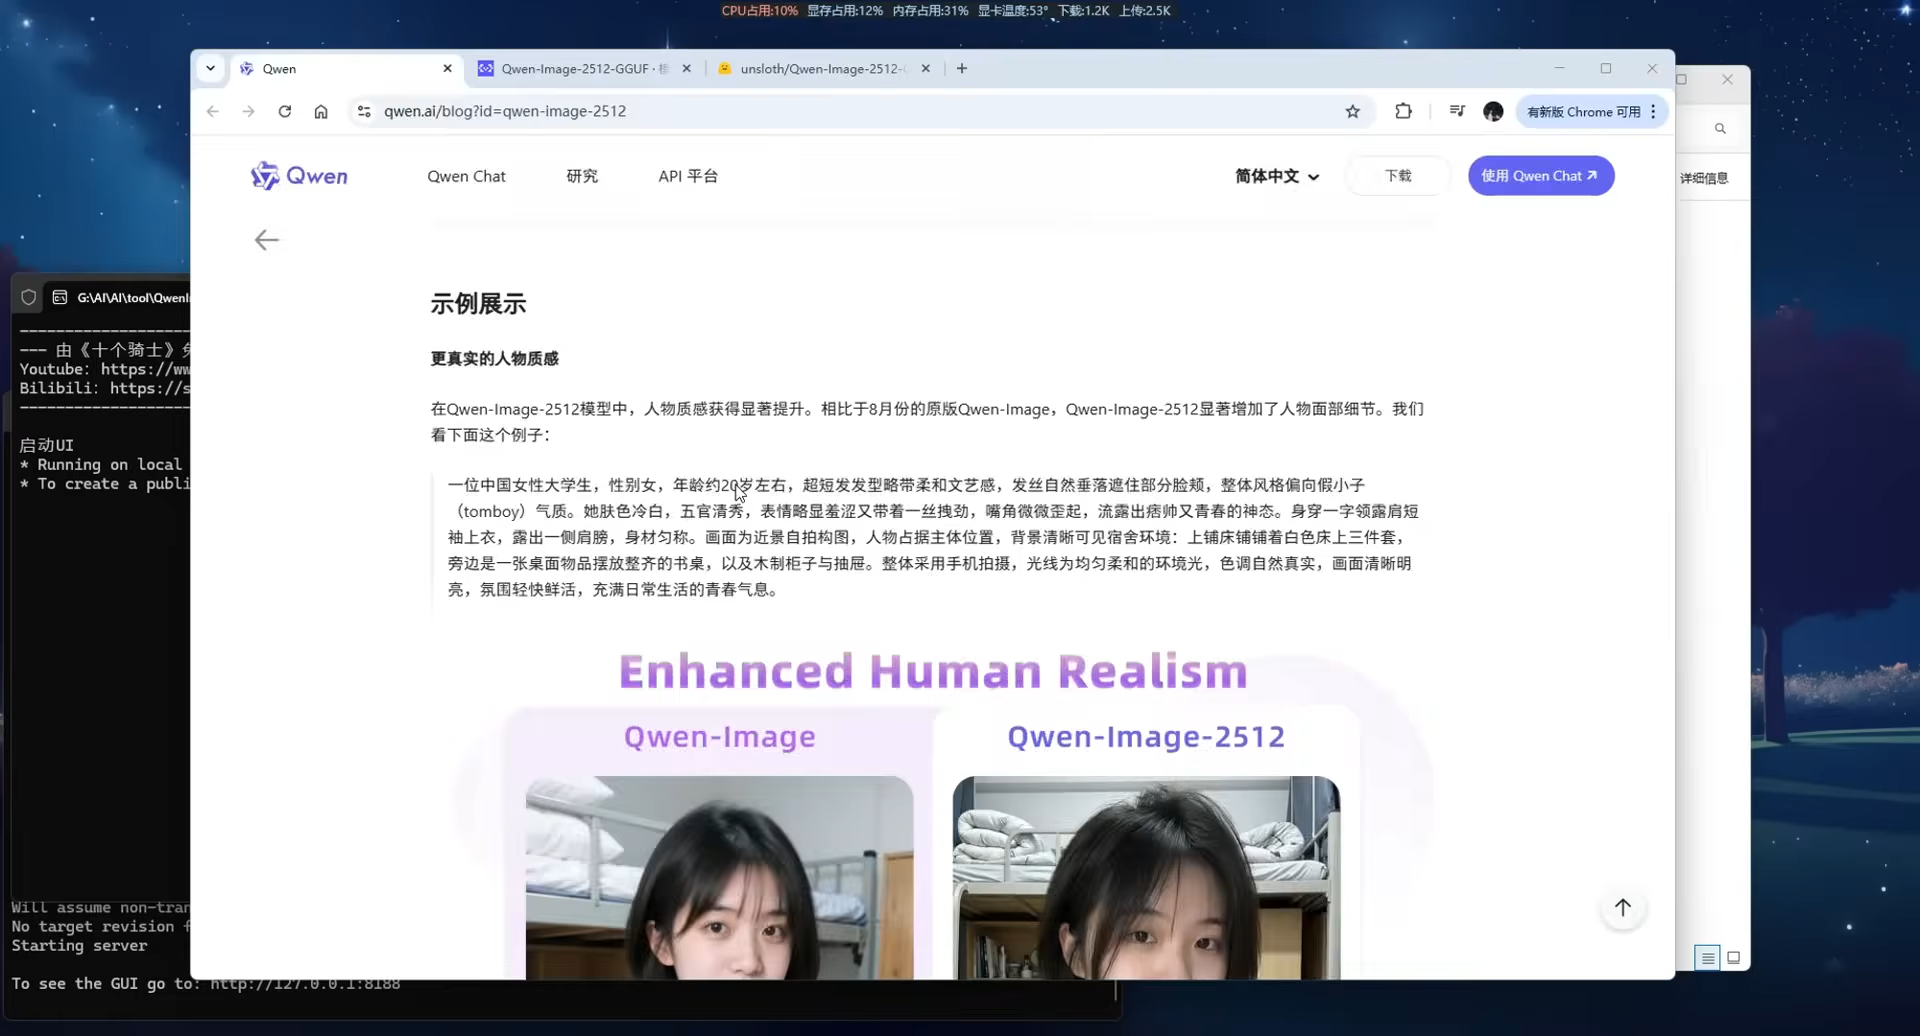 CPU占用:10% 显存占用:12% 内存占用:31% 显卡温度:53° 下载:1.2K 上传:2.5K
Qwen
Qwen-Image-2512-GGUF ·
unsloth/Qwen-Image-2512-
qwen.ai/blog?id=qwen-image-2512
有新版 Chrome 可用
Qwen
Qwen Chat
研究
API 平台
简体中文
下载
使用 Qwen Chat
详细信息
示例展示
更真实的人物质感
在Qwen-Image-2512模型中，人物质感获得显著提升。相比于8月份的原版Qwen-Image，Qwen-Image-2512显著增加了人物面部细节。我们
看下面这个例子：
一位中国女性大学生，性别女，年龄约20岁左右，超短发发型略带柔和文艺感，发丝自然垂落遮住部分脸颊，整体风格偏向假小子
（tomboy）气质。她肤色冷白，五官清秀，表情略显羞涩又带着一丝拽劲，嘴角微微歪起，流露出痞帅又青春的神态。身穿一字领露肩短
袖上衣，露出一侧肩膀，身材匀称。画面为近景自拍构图，人物占据主体位置，背景清晰可见宿舍环境：上铺床铺铺着白色床上三件套，
旁边是一张桌面物品摆放整齐的书桌，以及木制柜子与抽屉。整体采用手机拍摄，光线为均匀柔和的环境光，色调自然真实，画面清晰明
亮，氛围轻快鲜活，充满日常生活的青春气息。
Enhanced Human Realism
Qwen-Image
Qwen-Image-2512
G:\AI\AI\tool\QwenI
--- 由《十个骑士》
Youtube: https://ww
Bilibili: https://s
启动UI
* Running on local
* To create a publi
Will assume non-tran
No target revision
Starting server
To see the GUI go to: http://127.0.0.1:8188